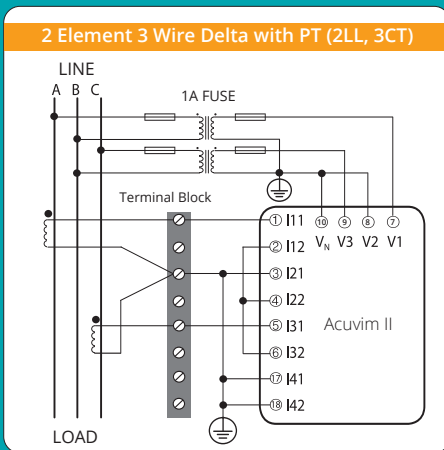 2 Element 3 Wire Delta with PT (2LL, 3CT)
LINE
A B C
1A FUSE
Terminal Block
⑩ ⑨ ⑧ ⑦
VN V3 V2 V1
① I11
② I12
③ I21
④ I22
⑤ I31
⑥ I32
⑰ I41
⑱ I42
Acuvim II
LOAD